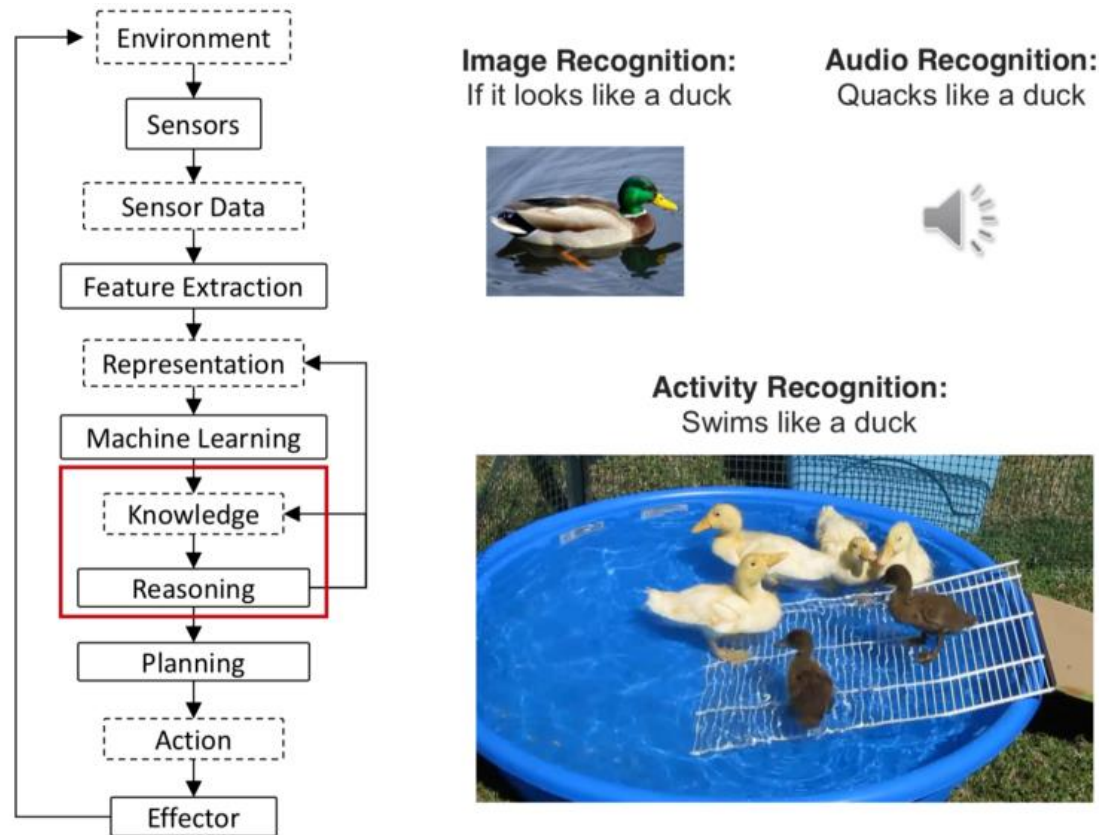 Environment
Sensors
Sensor Data
Feature Extraction
Representation
Machine Learning
Knowledge
Reasoning
Planning
Action
Effector
Image Recognition:
If it looks like a duck
Audio Recognition:
Quacks like a duck
Activity Recognition:
Swims like a duck